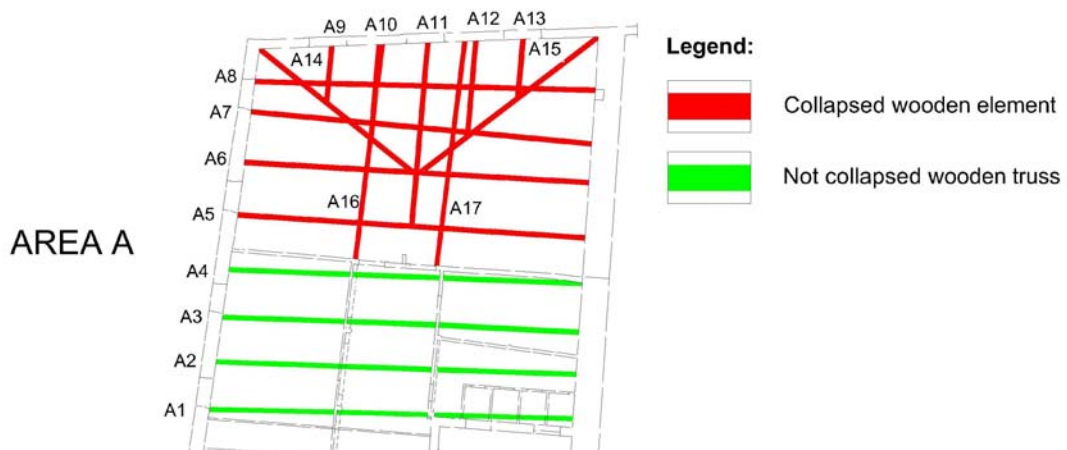 A9 A10 A11 A12 A13
A14 A15
A8
A7
A6
A16 A17
A5
A4
A3
A2
A1
AREA A
Legend:
Collapsed wooden element
Not collapsed wooden truss